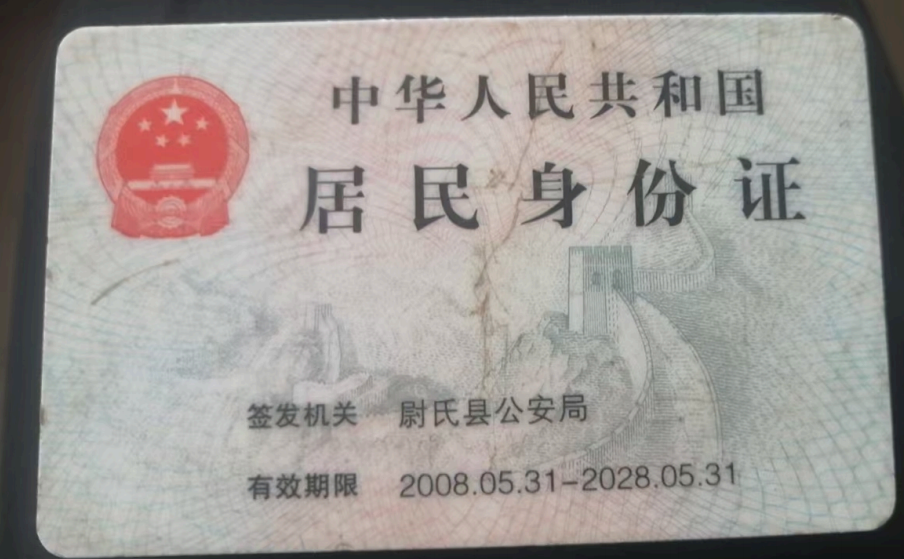 中华人民共和国
居民身份证
签发机关 尉氏县公安局
有效期限 2008.05.31-2028.05.31